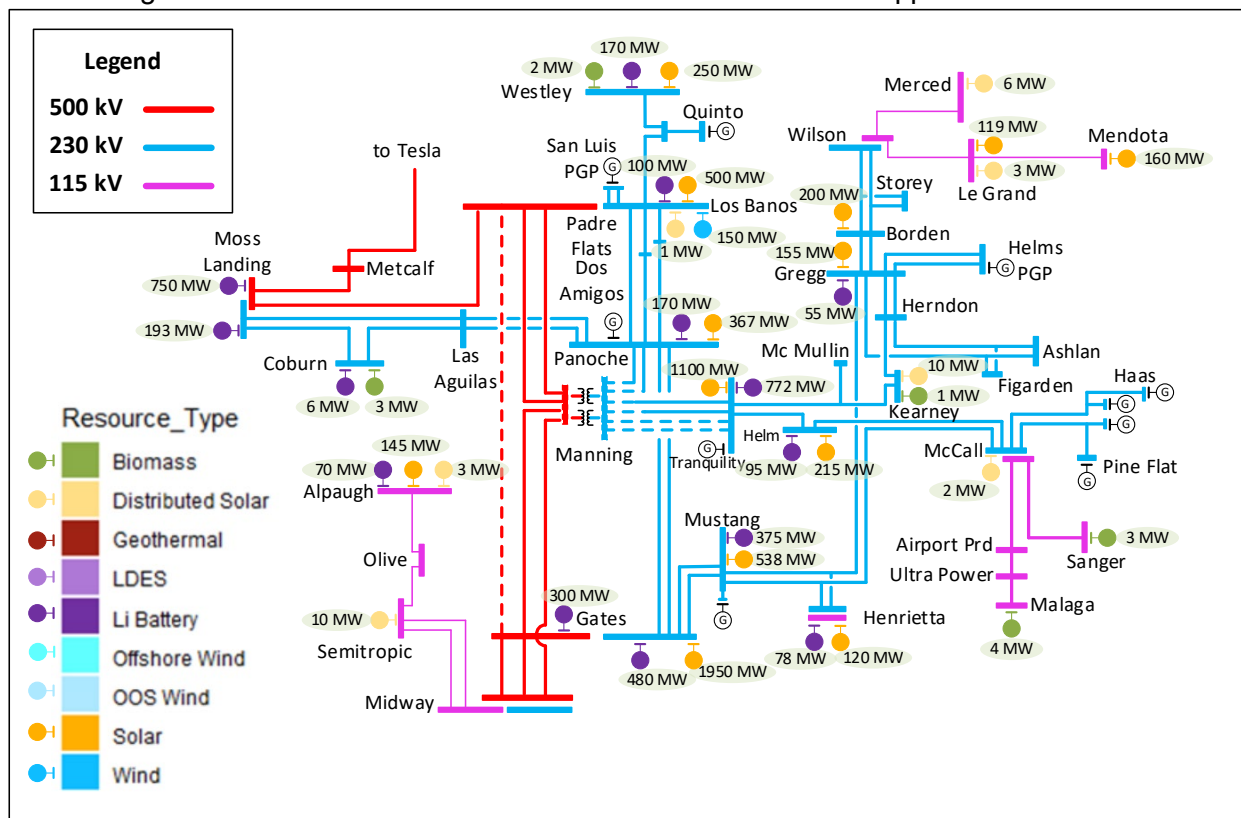 Legend
500 kV
230 kV
115 kV
170 MW
2 MW
250 MW
Westley
Quinto
San Luis
PGP
G
G
100 MW
500 MW
Los Banos
Padre
Flats
Dos
Amigos
1 MW
150 MW
to Tesla
Moss
Landing
Metcalf
750 MW
193 MW
Coburn
6 MW
3 MW
Las
Aguilas
G
Panoche
170 MW
367 MW
Merced
6 MW
Wilson
119 MW
Mendota
160 MW
3 MW
Le Grand
Storey
200 MW
Borden
155 MW
Gregg
55 MW
Helms
PGP
G
Herndon
Ashlan
Figarden
Mc Mullin
10 MW
1 MW
Kearney
1100 MW
772 MW
Manning
Tranquility
G
Helm
95 MW
215 MW
Haas
G
G
G
McCall
Pine Flat
G
2 MW
Airport Prd
Ultra Power
Malaga
4 MW
Sanger
3 MW
Mustang
375 MW
538 MW
G
Henrietta
78 MW
120 MW
145 MW
70 MW
3 MW
Alpaugh
Olive
10 MW
Semitropic
Midway
300 MW
Gates
480 MW
1950 MW
Resource_Type
Biomass
Distributed Solar
Geothermal
LDES
Li Battery
Offshore Wind
OOS Wind
Solar
Wind